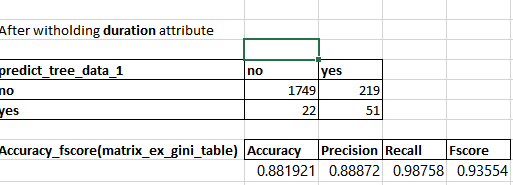 After witholding duration attribute
predict_tree_data_1 no yes
no 1749 219
yes 22 51
Accuracy_fscore(matrix_ex_gini_table) Accuracy Precision Recall Fscore
0.881921 0.88872 0.98758 0.93554